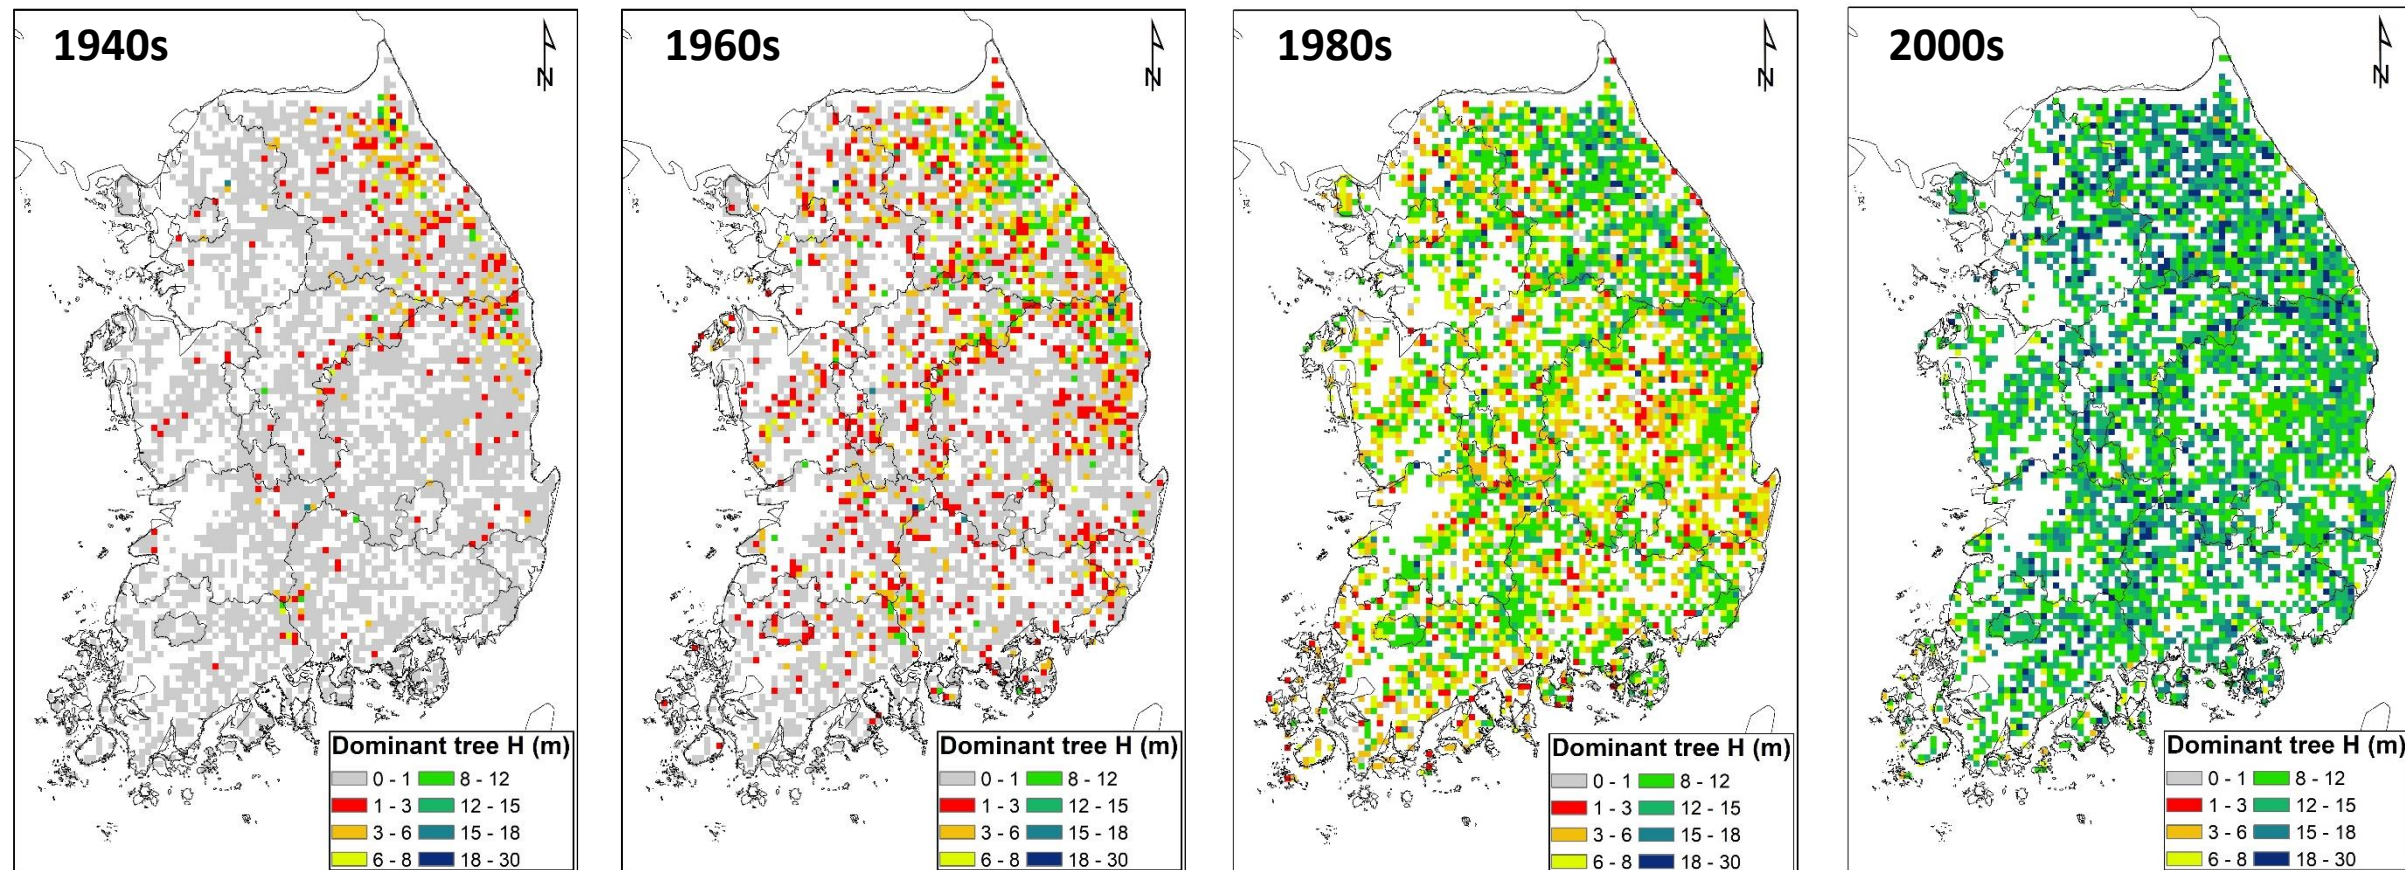 1940s
N
Dominant tree H (m)
0 - 1 8 - 12
1 - 3 12 - 15
3 - 6 15 - 18
6 - 8 18 - 30
1960s
N
Dominant tree H (m)
0 - 1 8 - 12
1 - 3 12 - 15
3 - 6 15 - 18
6 - 8 18 - 30
1980s
N
Dominant tree H (m)
0 - 1 8 - 12
1 - 3 12 - 15
3 - 6 15 - 18
6 - 8 18 - 30
2000s
N
Dominant tree H (m)
0 - 1 8 - 12
1 - 3 12 - 15
3 - 6 15 - 18
6 - 8 18 - 30